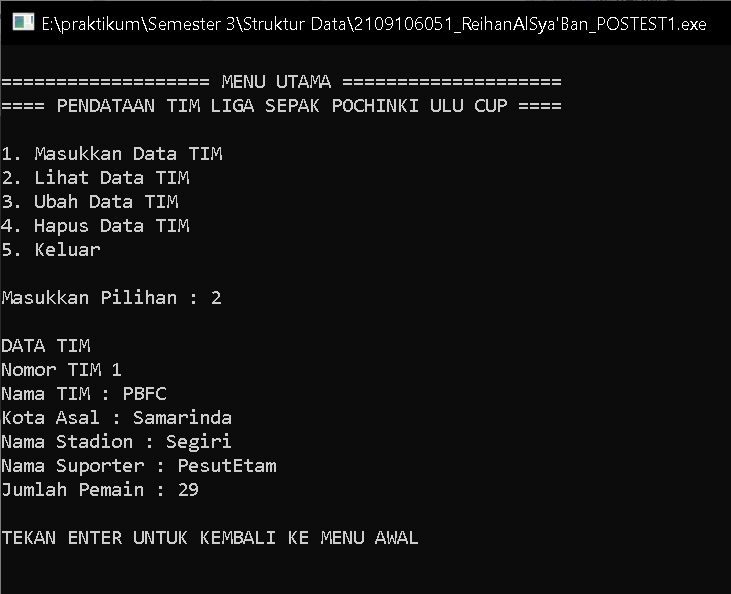 E:\praktikum\Semester 3\Struktur Data\2109106051_ReihanAlSya'Ban_POSTEST1.exe
=================== MENU UTAMA ====================
==== PENDATAAN TIM LIGA SEPAK POCHINKI ULU CUP ====
1. Masukkan Data TIM
2. Lihat Data TIM
3. Ubah Data TIM
4. Hapus Data TIM
5. Keluar
Masukkan Pilihan : 2
DATA TIM
Nomor TIM 1
Nama TIM : PBFC
Kota Asal : Samarinda
Nama Stadion : Segiri
Nama Suporter : PesutEtam
Jumlah Pemain : 29
TEKAN ENTER UNTUK KEMBALI KE MENU AWAL